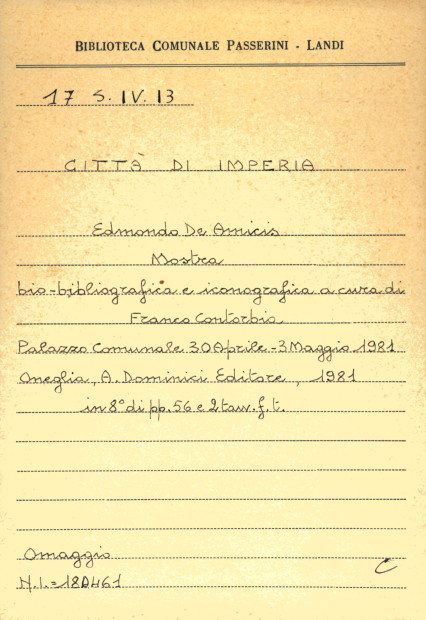 BIBLIOTECA COMUNALE PASSERINI - LANDI
17 S. IV. 13
CITTÀ DI IMPERIA
Edmondo De Amicis
Mostra
bio-bibliografica e iconografica a cura di
Franco Contorbia
Palazzo Comunale 30 Aprile - 3 Maggio 1981
Oneglia, A. Dominici Editore, 1981
in 8° di pp. 56 e 2 tavv. f. t.
Omaggio
C
N.I.=180461